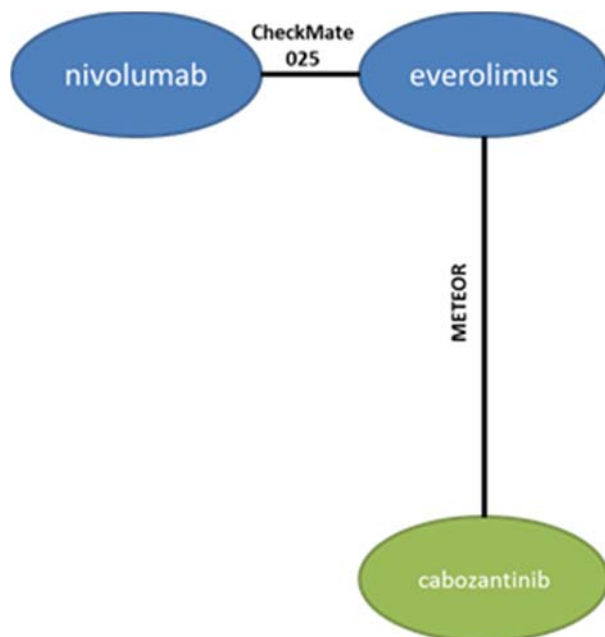 CheckMate
025
nivolumab
everolimus
METEOR
cabozantinib